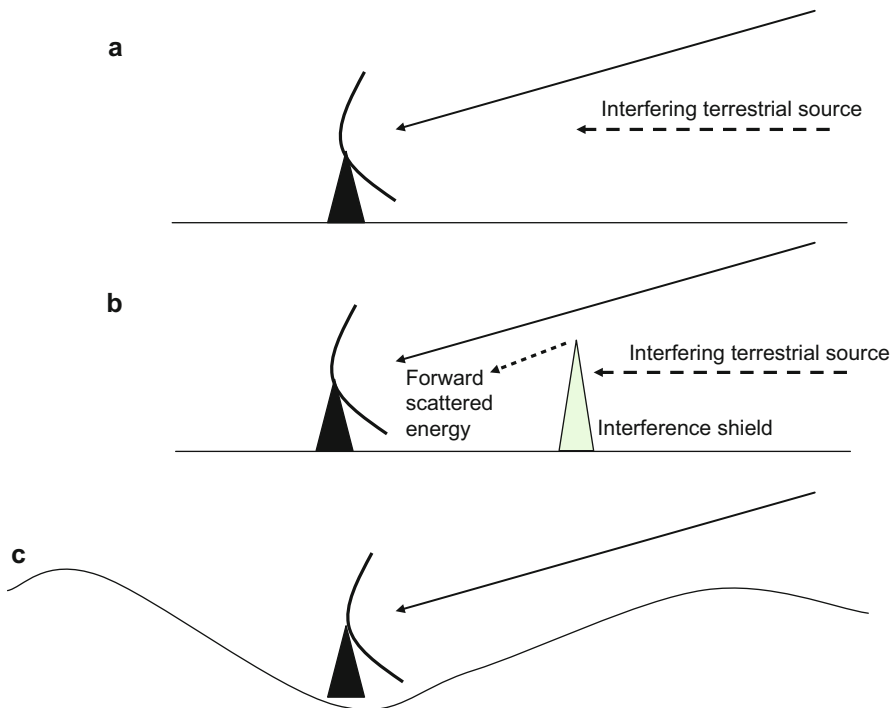 a
Interfering terrestrial source
b
Interfering terrestrial source
Forward
scattered
energy
Interference shield
c